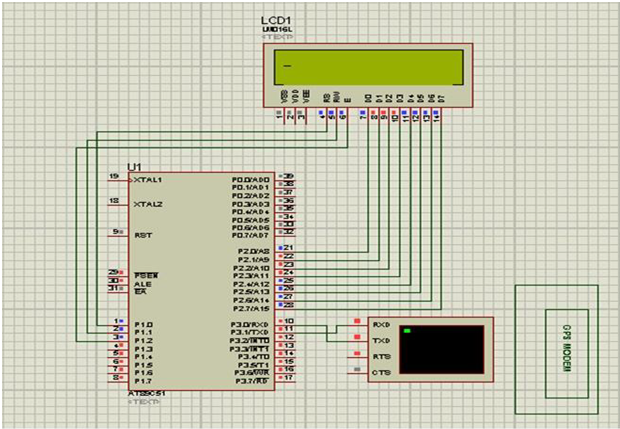 LCD1
LM016L
<TEXT>
VSS VDD VEE RS RW E D0 D1 D2 D3 D4 D5 D6 D7
1 2 3 4 5 6 7 8 9 10 11 12 13 14
U1
19 XTAL1
18 XTAL2
9 RST
29 PSEN
30 ALE
31 EA
1 P1.0
2 P1.1
3 P1.2
4 P1.3
5 P1.4
6 P1.5
7 P1.6
8 P1.7
P0.0/AD0 39
P0.1/AD1 38
P0.2/AD2 37
P0.3/AD3 36
P0.4/AD4 35
P0.5/AD5 34
P0.6/AD6 33
P0.7/AD7 32
P2.0/A8 21
P2.1/A9 22
P2.2/A10 23
P2.3/A11 24
P2.4/A12 25
P2.5/A13 26
P2.6/A14 27
P2.7/A15 28
P3.0/RXD 10
P3.1/TXD 11
P3.2/INT0 12
P3.3/INT1 13
P3.4/T0 14
P3.5/T1 15
P3.6/WR 16
P3.7/RD 17
AT89C51
<TEXT>
RXD
TXD
RTS
CTS
GPS MODEM